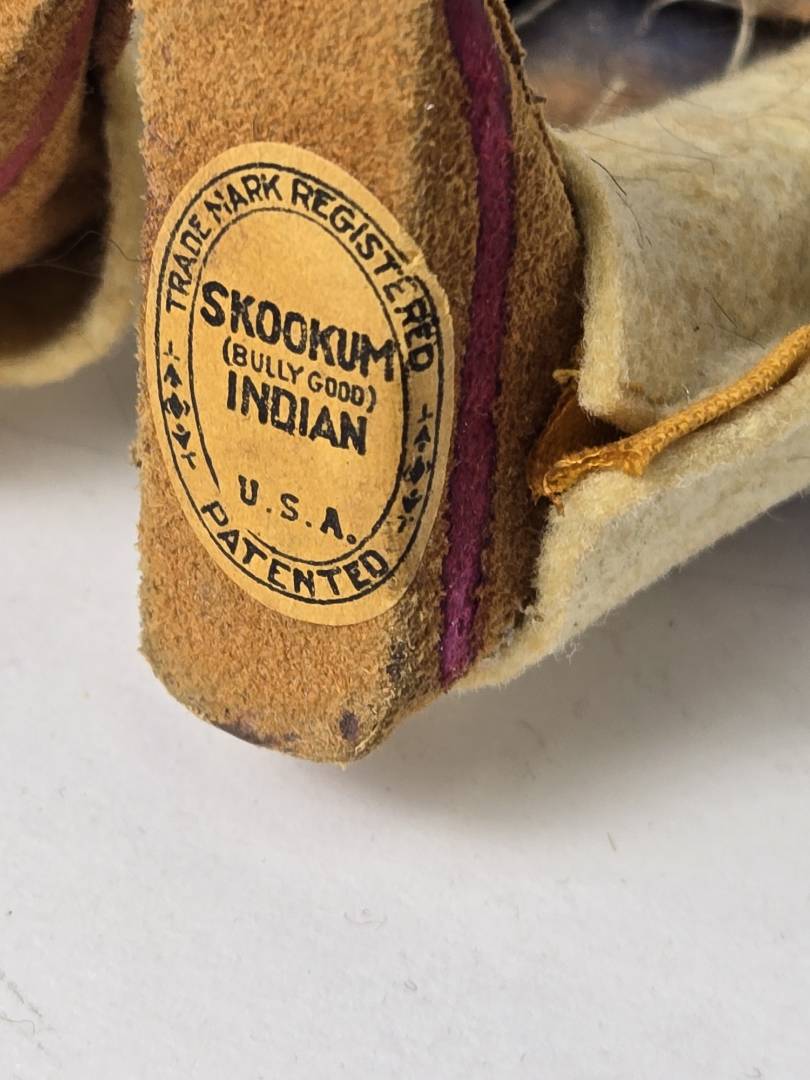 TRADE MARK REGISTERED
SKOOKUM
(BULLY GOOD)
INDIAN
U.S.A.
PATENTED